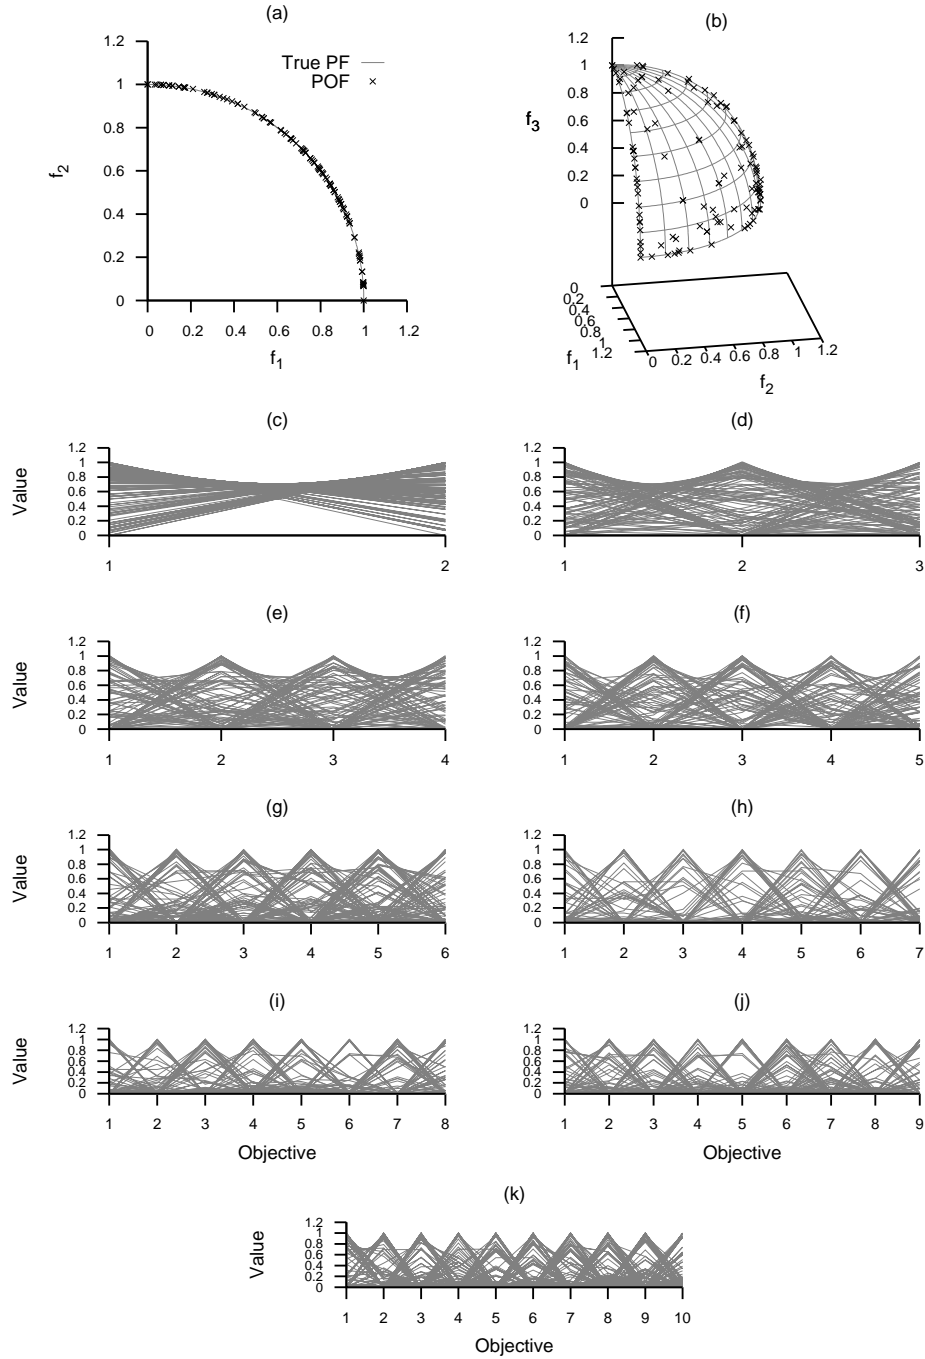 (a)
1.2
1
0.8
0.6
0.4
0.2
0
f2
True PF
POF
0 0.2 0.4 0.6 0.8 1 1.2
f1
(b)
1.2
1
0.8
0.6
0.4
0.2
0
f3
0
0.2
0.4
0.6
0.8
1
1.2
f1
0 0.2 0.4 0.6 0.8 1 1.2
f2
(c)
Value
1.2
1
0.8
0.6
0.4
0.2
0
1 2
(d)
1.2
1
0.8
0.6
0.4
0.2
0
1 2 3
(e)
Value
1.2
1
0.8
0.6
0.4
0.2
0
1 2 3 4
(f)
1.2
1
0.8
0.6
0.4
0.2
0
1 2 3 4 5
(g)
Value
1.2
1
0.8
0.6
0.4
0.2
0
1 2 3 4 5 6
(h)
1.2
1
0.8
0.6
0.4
0.2
0
1 2 3 4 5 6 7
(i)
Value
1.2
1
0.8
0.6
0.4
0.2
0
1 2 3 4 5 6 7 8
Objective
(j)
1.2
1
0.8
0.6
0.4
0.2
0
1 2 3 4 5 6 7 8 9
Objective
(k)
Value
1.2
1
0.8
0.6
0.4
0.2
0
1 2 3 4 5 6 7 8 9 10
Objective